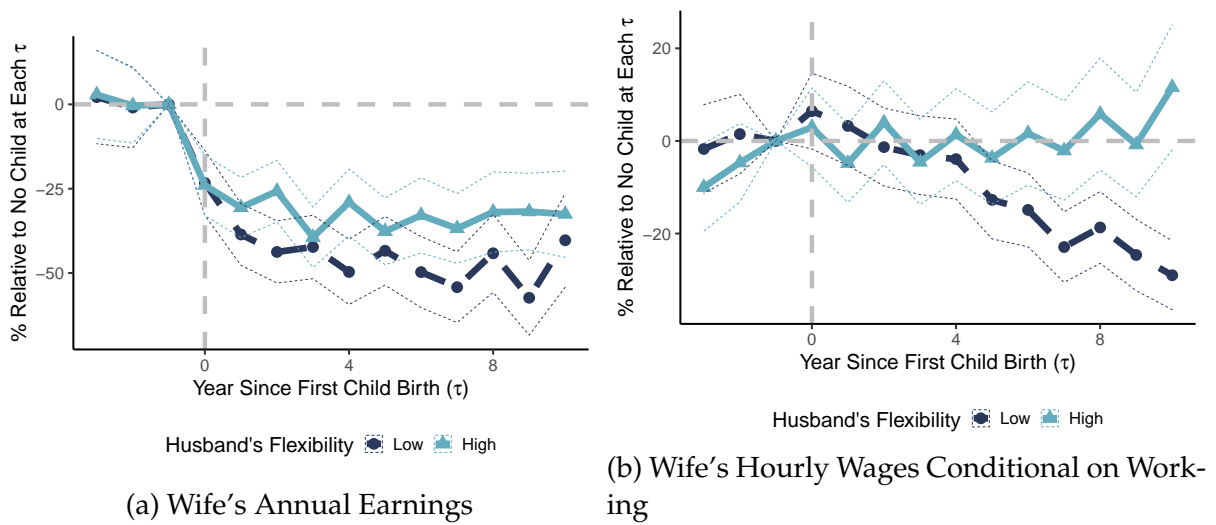 % Relative to No Child at Each τ
0
−25
−50
0
4
8
Year Since First Child Birth (τ)
Husband's Flexibility
Low
High
(a) Wife's Annual Earnings
% Relative to No Child at Each τ
20
0
−20
0
4
8
Year Since First Child Birth (τ)
Husband's Flexibility
Low
High
(b) Wife's Hourly Wages Conditional on Work-
ing